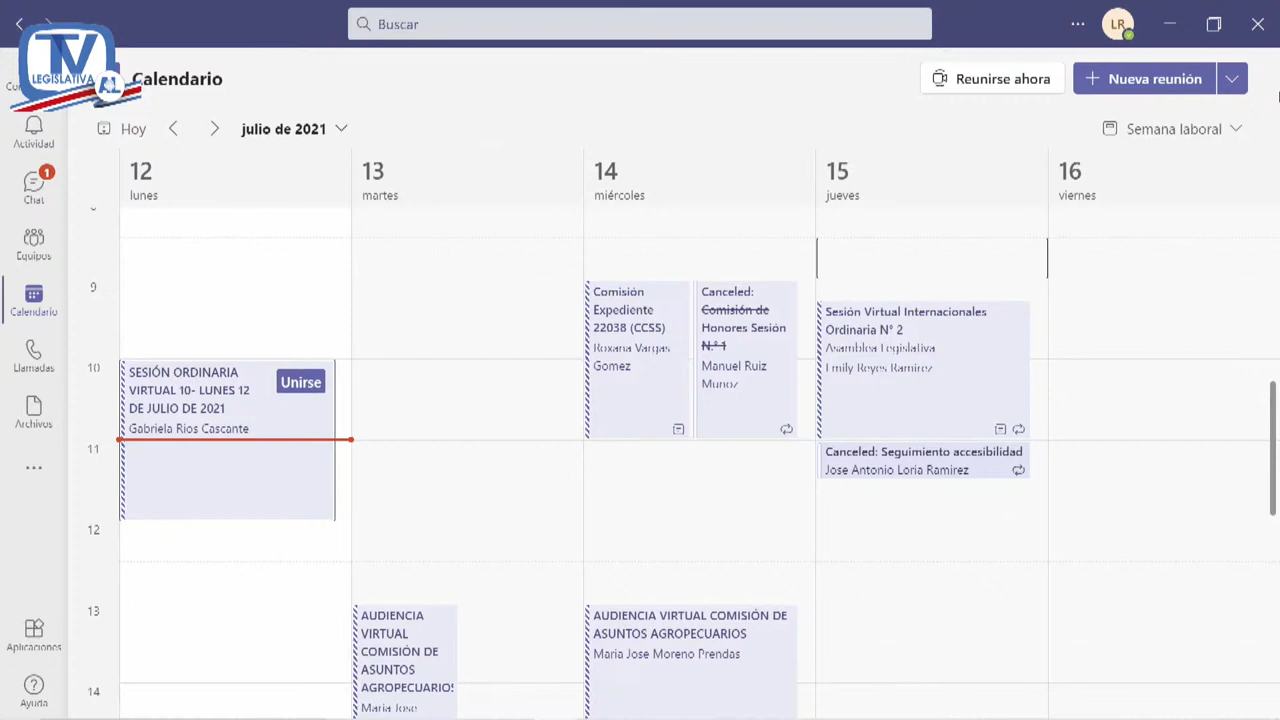 Buscar
LR
TV
LEGISLATIVA
AL
Calendario
Reunirse ahora
Nueva reunión
Hoy
julio de 2021
Semana laboral
Actividad
1
Chat
Equipos
Calendario
Llamadas
Archivos
Aplicaciones
Ayuda
12
lunes
13
martes
14
miércoles
15
jueves
16
viernes
9
10
11
12
13
14
SESIÓN ORDINARIA
VIRTUAL 10- LUNES 12
DE JULIO DE 2021
Gabriela Rios Cascante
Unirse
AUDIENCIA
VIRTUAL
COMISIÓN DE
ASUNTOS
AGROPECUARIOS
Maria Jose
Comisión
Expediente
22038 (CCSS)
Roxana Vargas
Gomez
Canceled:
Comisión de
Honores Sesión
N.° 1
Manuel Ruiz
Munoz
AUDIENCIA VIRTUAL COMISIÓN DE
ASUNTOS AGROPECUARIOS
Maria Jose Moreno Prendas
Sesión Virtual Internacionales
Ordinaria N° 2
Asamblea Legislativa
Emily Reyes Ramirez
Canceled: Seguimiento accesibilidad
Jose Antonio Loria Ramirez